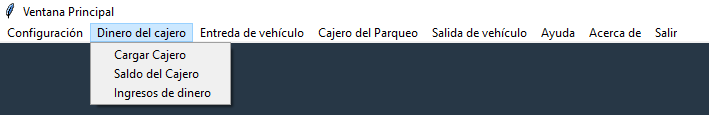 Ventana Principal
Configuración Dinero del cajero Entreda de vehículo Cajero del Parqueo Salida de vehículo Ayuda Acerca de Salir
Cargar Cajero
Saldo del Cajero
Ingresos de dinero